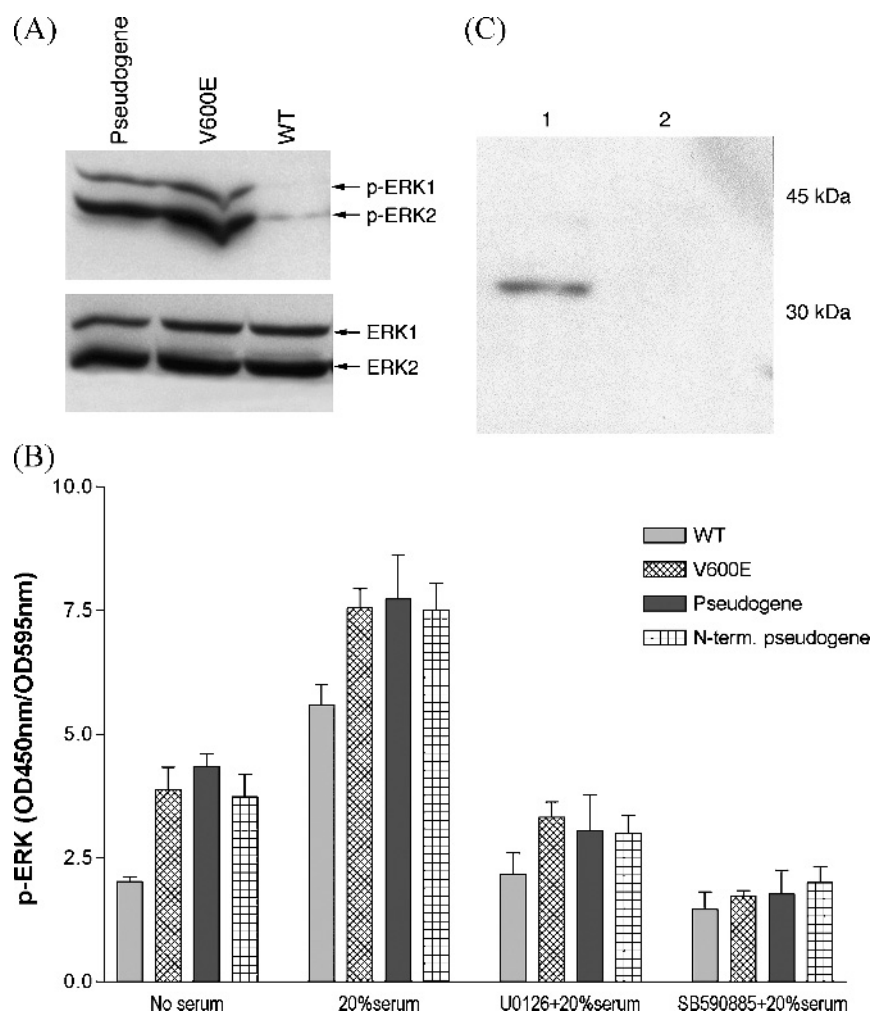 (A)
Pseudogene
V600E
WT
p-ERK1
p-ERK2
ERK1
ERK2
(C)
1
2
45 kDa
30 kDa
(B)
p-ERK (OD450nm/OD595nm)
10.0
7.5
5.0
2.5
0.0
WT
V600E
Pseudogene
N-term. pseudogene
No serum
20%serum
U0126+20%serum
SB590885+20%serum